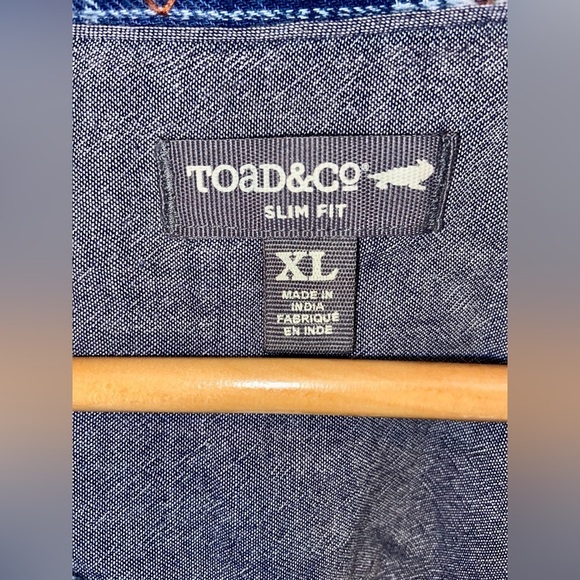 TOAD&CO®
SLIM FIT
XL
MADE IN
INDIA
FABRIQUÉ
EN INDE